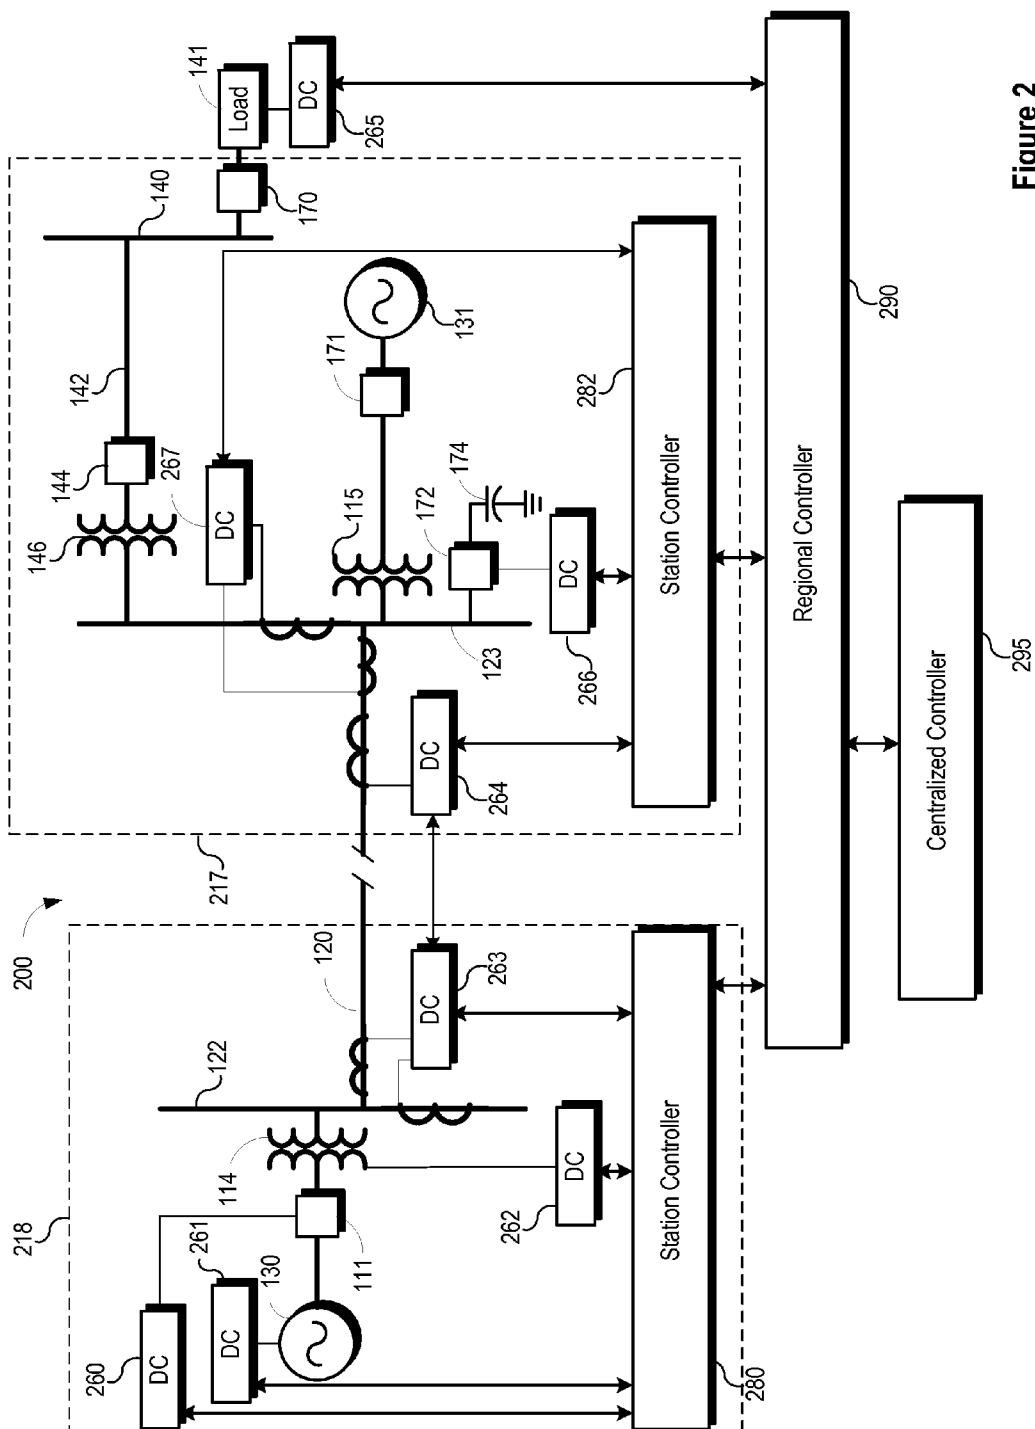 218
200
146
144
142
260
DC
267
140
141
261
217
114
122
DC
DC
Load
130
170
DC
120
115
171
265
111
172
DC
DC
131
174
263
123
264
262
DC
DC
266
282
Station Controller
Station Controller
280
Regional Controller
290
Centralized Controller
295
Figure 2